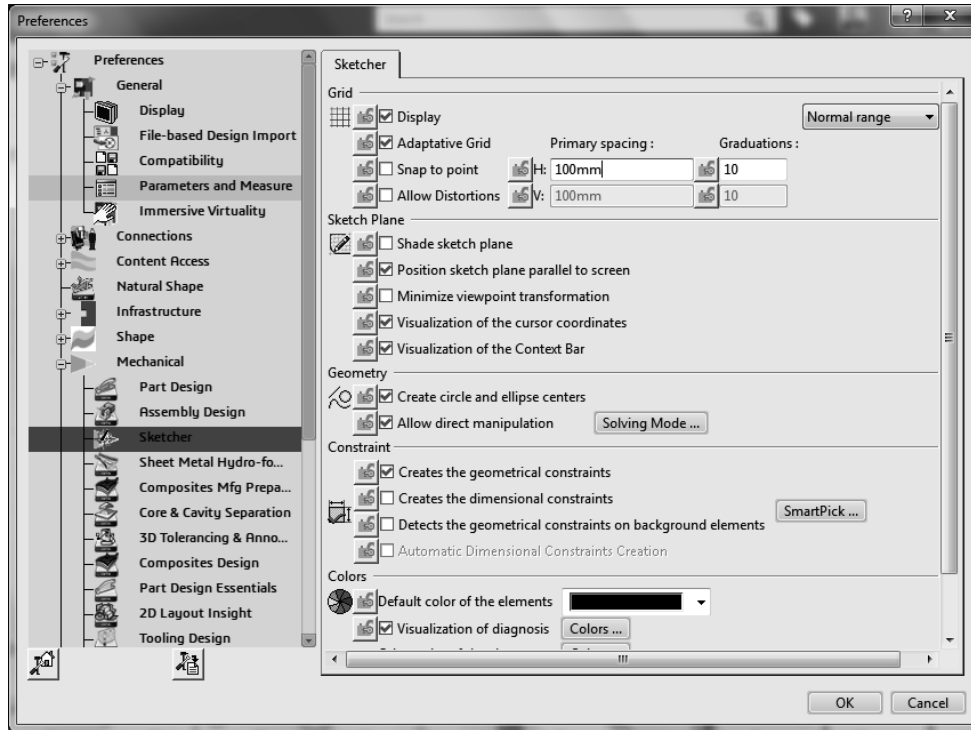 Preferences
Search
Preferences
General
Display
File-based Design Import
Compatibility
Parameters and Measure
Immersive Virtuality
Connections
Content Access
Natural Shape
Infrastructure
Shape
Mechanical
Part Design
Assembly Design
Sketcher
Sheet Metal Hydro-fo...
Composites Mfg Prepa...
Core & Cavity Separation
3D Tolerancing & Anno...
Composites Design
Part Design Essentials
2D Layout Insight
Tooling Design
Sketcher
Grid
Display Normal range
Adaptive Grid Primary spacing : Graduations :
Snap to point H: 100mm 10
Allow Distortions V: 100mm 10
Sketch Plane
Shade sketch plane
Position sketch plane parallel to screen
Minimize viewpoint transformation
Visualization of the cursor coordinates
Visualization of the Context Bar
Geometry
Create circle and ellipse centers
Allow direct manipulation Solving Mode ...
Constraint
Creates the geometrical constraints
Creates the dimensional constraints
SmartPick ...
Detects the geometrical constraints on background elements
Automatic Dimensional Constraints Creation
Colors
Default color of the elements
Visualization of diagnosis Colors ...
OK Cancel